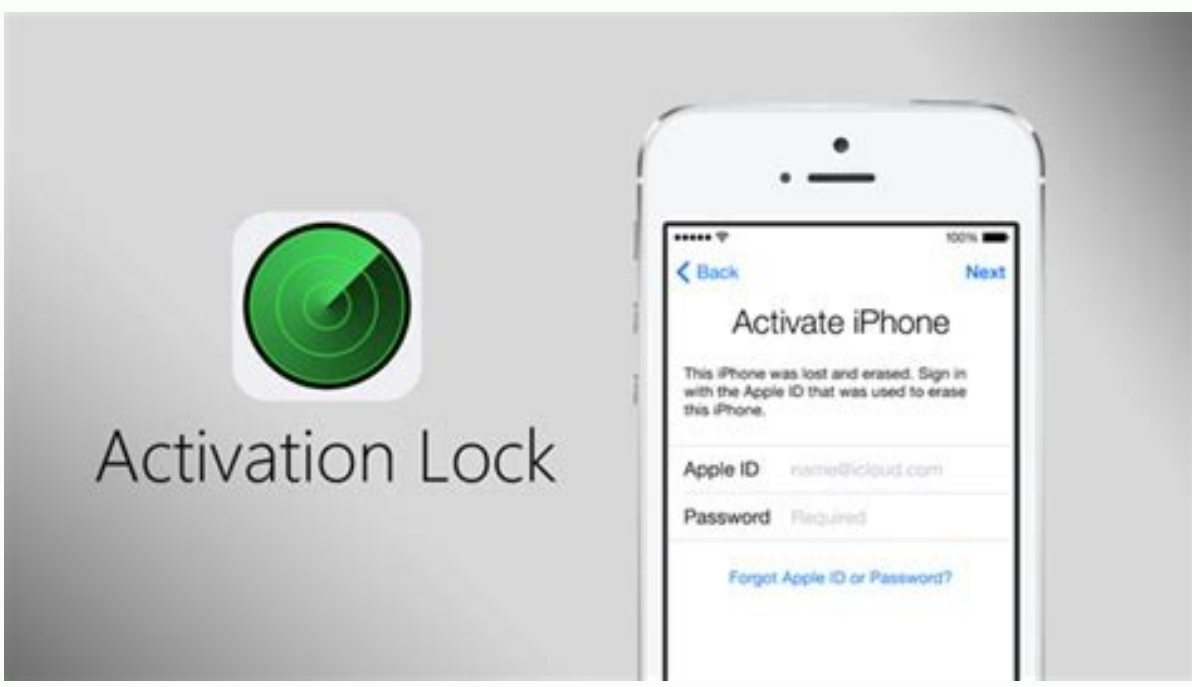 Activation Lock
100%
Back
Next
Activate iPhone
This iPhone was lost and erased. Sign in
with the Apple ID that was used to erase
this iPhone.
Apple ID name@icloud.com
Password Required
Forgot Apple ID or Password?